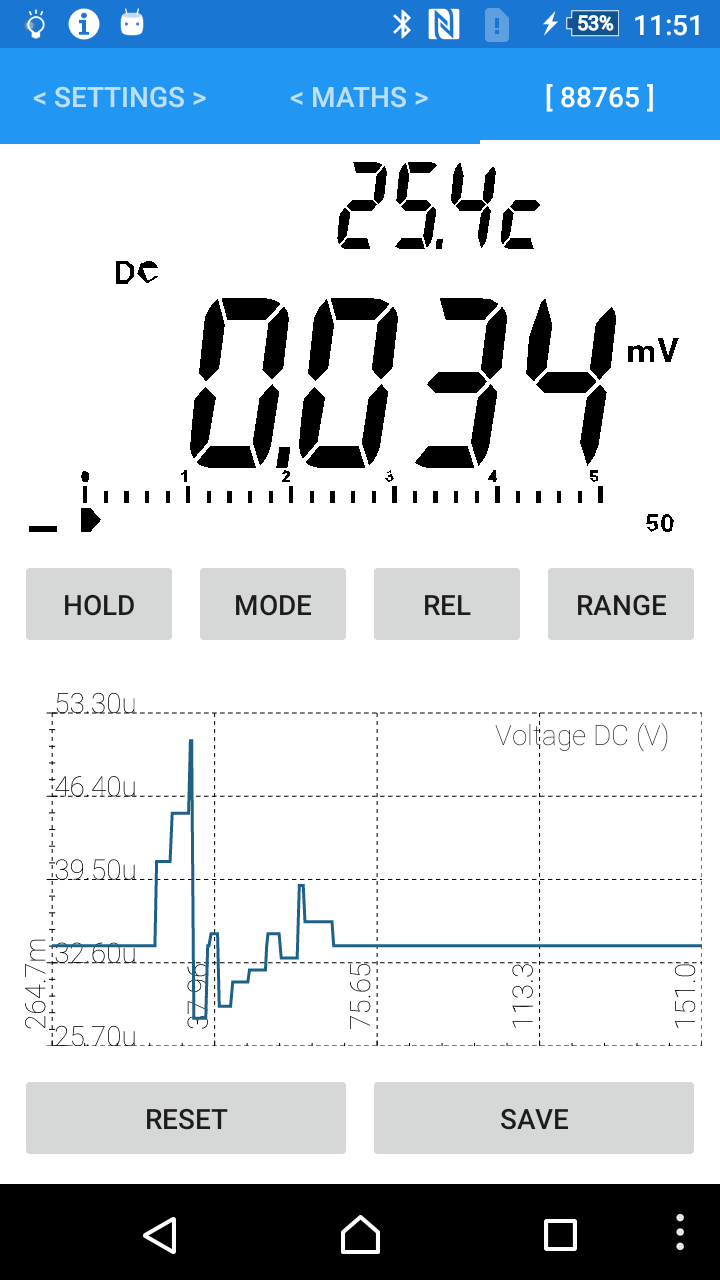 53% 11:51
< SETTINGS > < MATHS > [ 88765 ]
25.4c
DC
0.034 mV
0 1 2 3 4 5
50
HOLD MODE REL RANGE
53.30u
Voltage DC (V)
46.40u
39.50u
32.60u
25.70u
264.7m 37.96 75.65 113.3 151.0
RESET SAVE